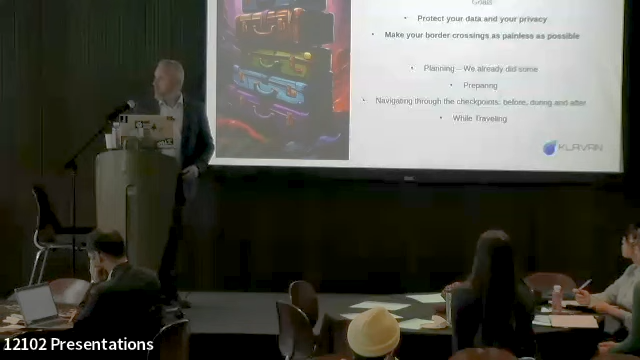 Goals
Protect your data and your privacy
Make your border crossings as painless as possible
Planning – We already did some
Preparing
Navigating through the checkpoints: before, during and after
While Traveling
KLAVAN
12102 Presentations